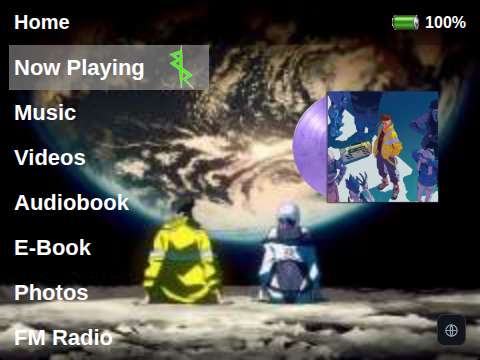 Home
100%
Now Playing
Music
Videos
Audiobook
E-Book
Photos
FM Radio